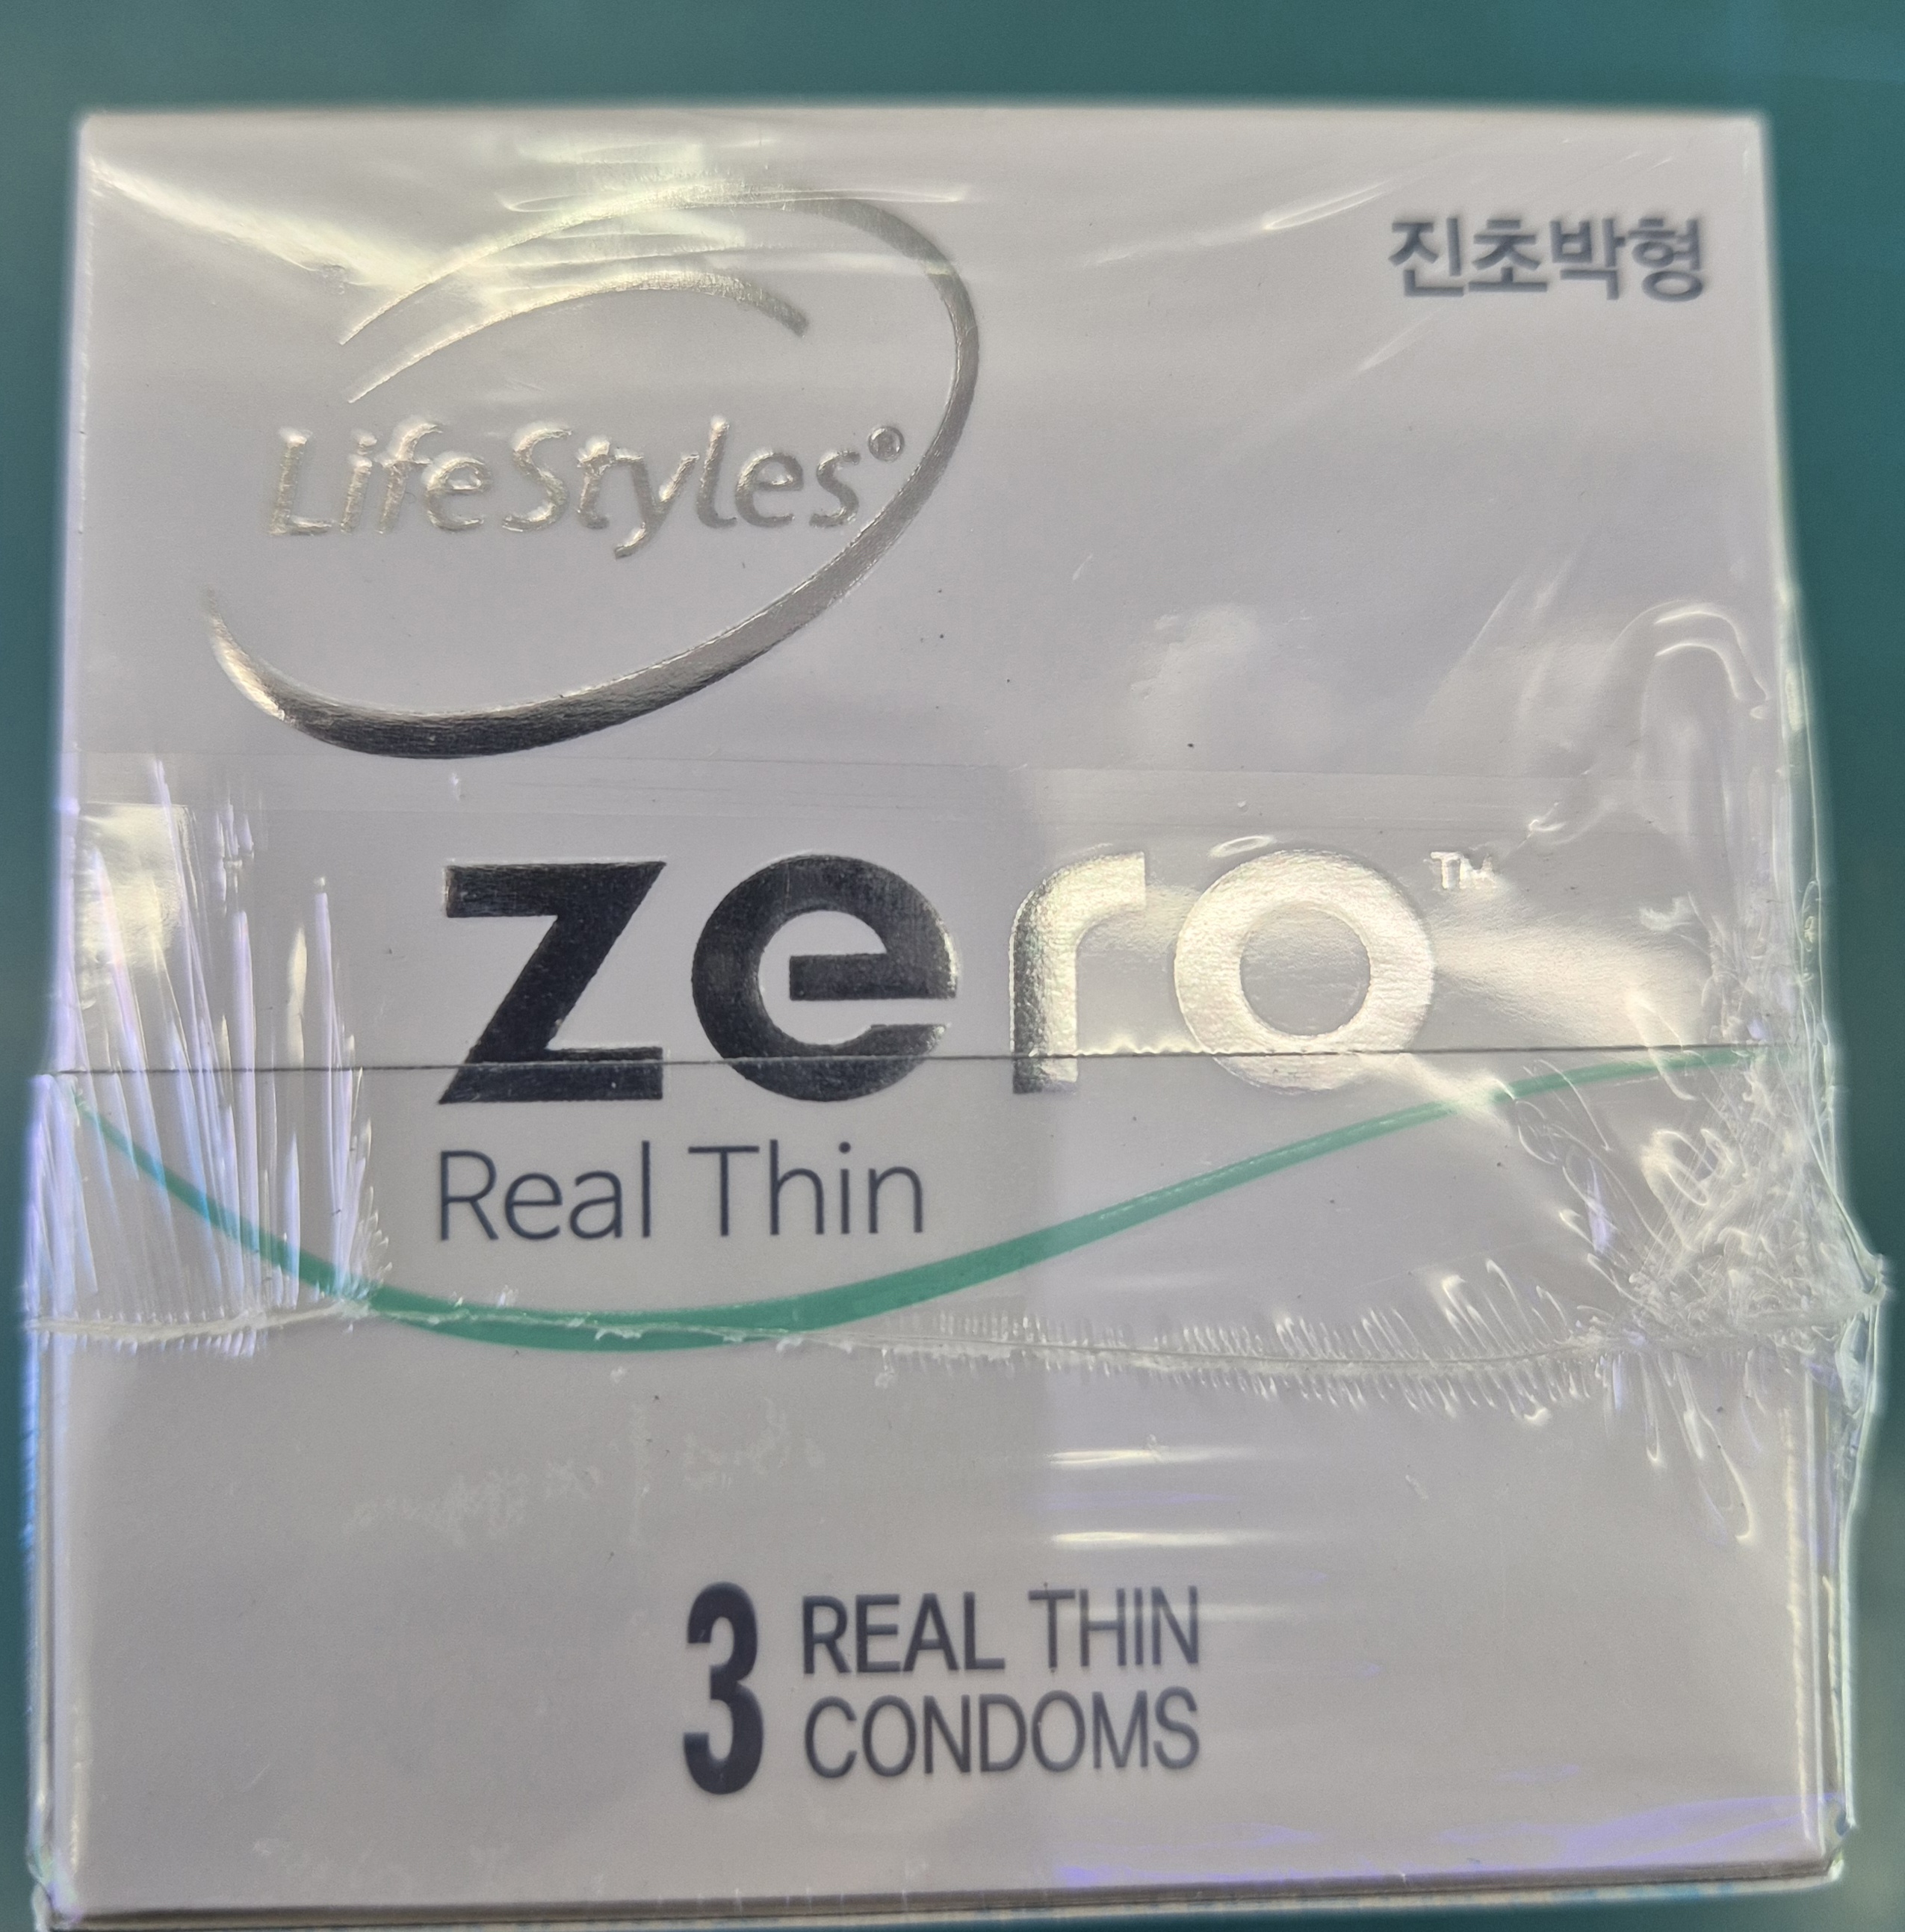 진초박형
LifeStyles®
zero™
Real Thin
3 REAL THIN
CONDOMS